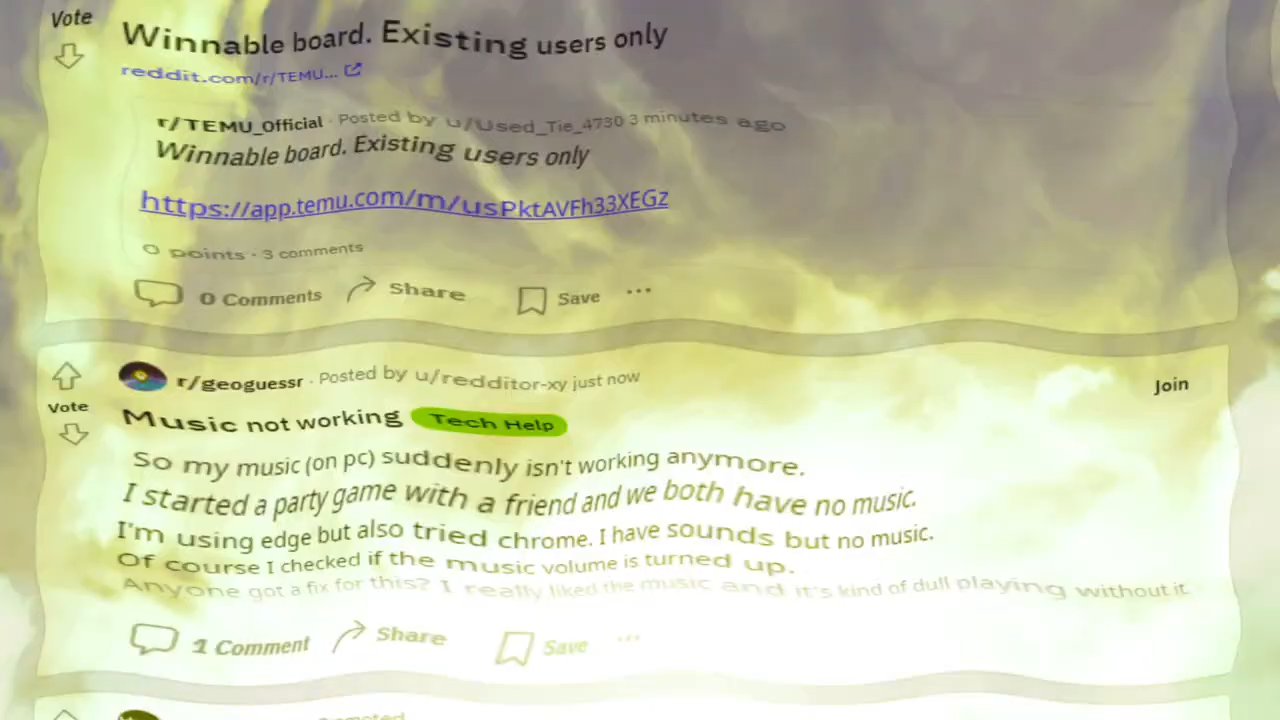 Vote
Winnable board. Existing users only
reddit.com/r/TEMU...
r/TEMU_Official · Posted by u/Used_Tie_4730 3 minutes ago
Winnable board. Existing users only
https://app.temu.com/m/usPktAVFh33XEGz
0 points · 3 comments
0 Comments Share Save ...
r/geoguessr · Posted by u/redditor-xy just now
Join
Vote
Music not working Tech Help
So my music (on pc) suddenly isn't working anymore.
I started a party game with a friend and we both have no music.
I'm using edge but also tried chrome. I have sounds but no music.
Of course I checked if the music volume is turned up.
Anyone got a fix for this? I really liked the music and it's kind of dull playing without it
1 Comment Share Save ...